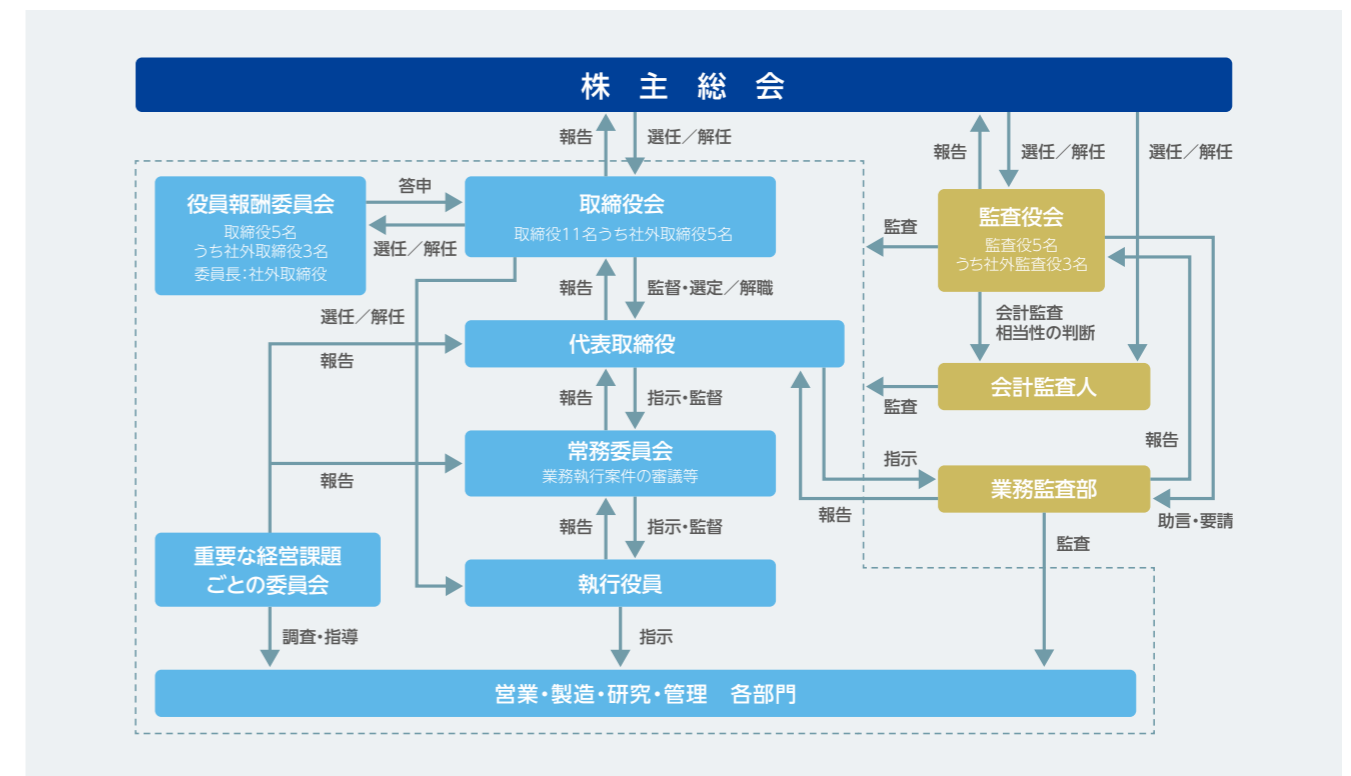 株主総会
報告
選任／解任
報告
選任／解任
選任／解任
役員報酬委員会
取締役5名
うち社外取締役3名
委員長：社外取締役
答申
選任／解任
取締役会
取締役11名うち社外取締役5名
監査
監査役会
監査役5名
うち社外監査役3名
報告
監督・選定／解職
選任／解任
会計監査
相当性の判断
報告
代表取締役
会計監査人
監査
報告
指示・監督
報告
常務委員会
業務執行案件の審議等
報告
指示
業務監査部
報告
助言・要請
報告
指示・監督
監査
重要な経営課題
ごとの委員会
執行役員
調査・指導
指示
営業・製造・研究・管理　各部門